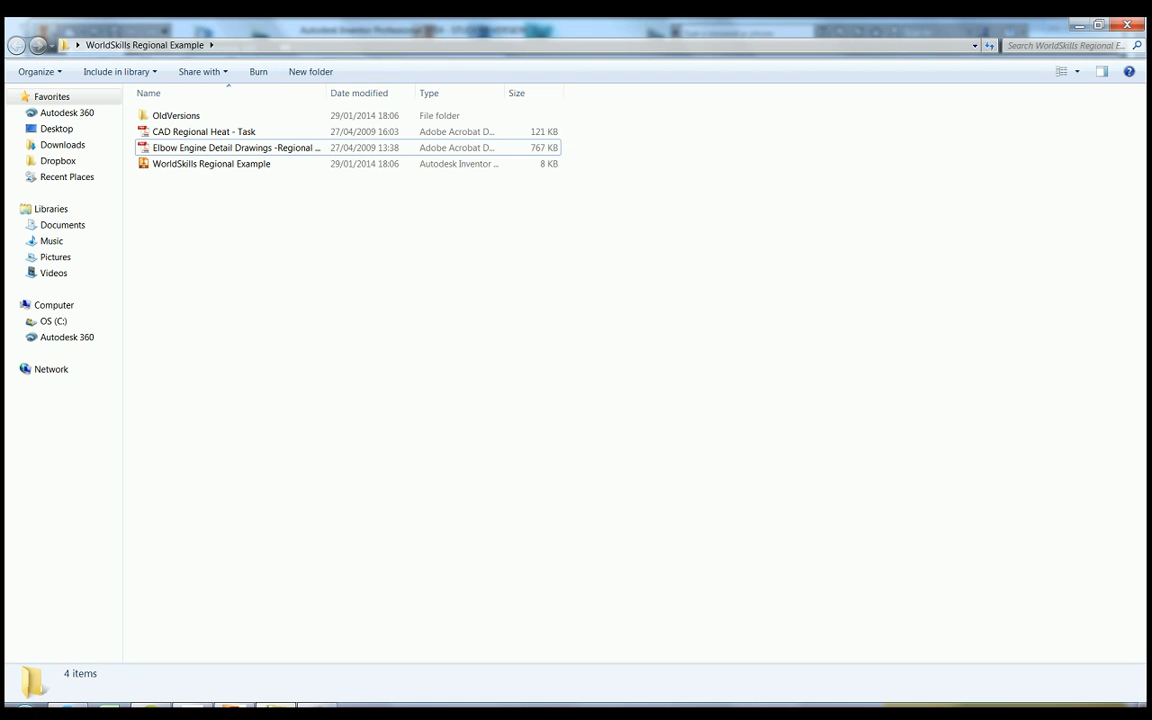 WorldSkills Regional Example
Search WorldSkills Regional E...
Organize
Include in library
Share with
Burn
New folder
Name
Date modified
Type
Size
Favorites
Autodesk 360
Desktop
Downloads
Dropbox
Recent Places
Libraries
Documents
Music
Pictures
Videos
Computer
OS (C:)
Autodesk 360
Network
OldVersions 29/01/2014 18:06 File folder
CAD Regional Heat - Task 27/04/2009 16:03 Adobe Acrobat D... 121 KB
Elbow Engine Detail Drawings -Regional ... 27/04/2009 13:38 Adobe Acrobat D... 767 KB
WorldSkills Regional Example 29/01/2014 18:06 Autodesk Inventor ... 8 KB
4 items